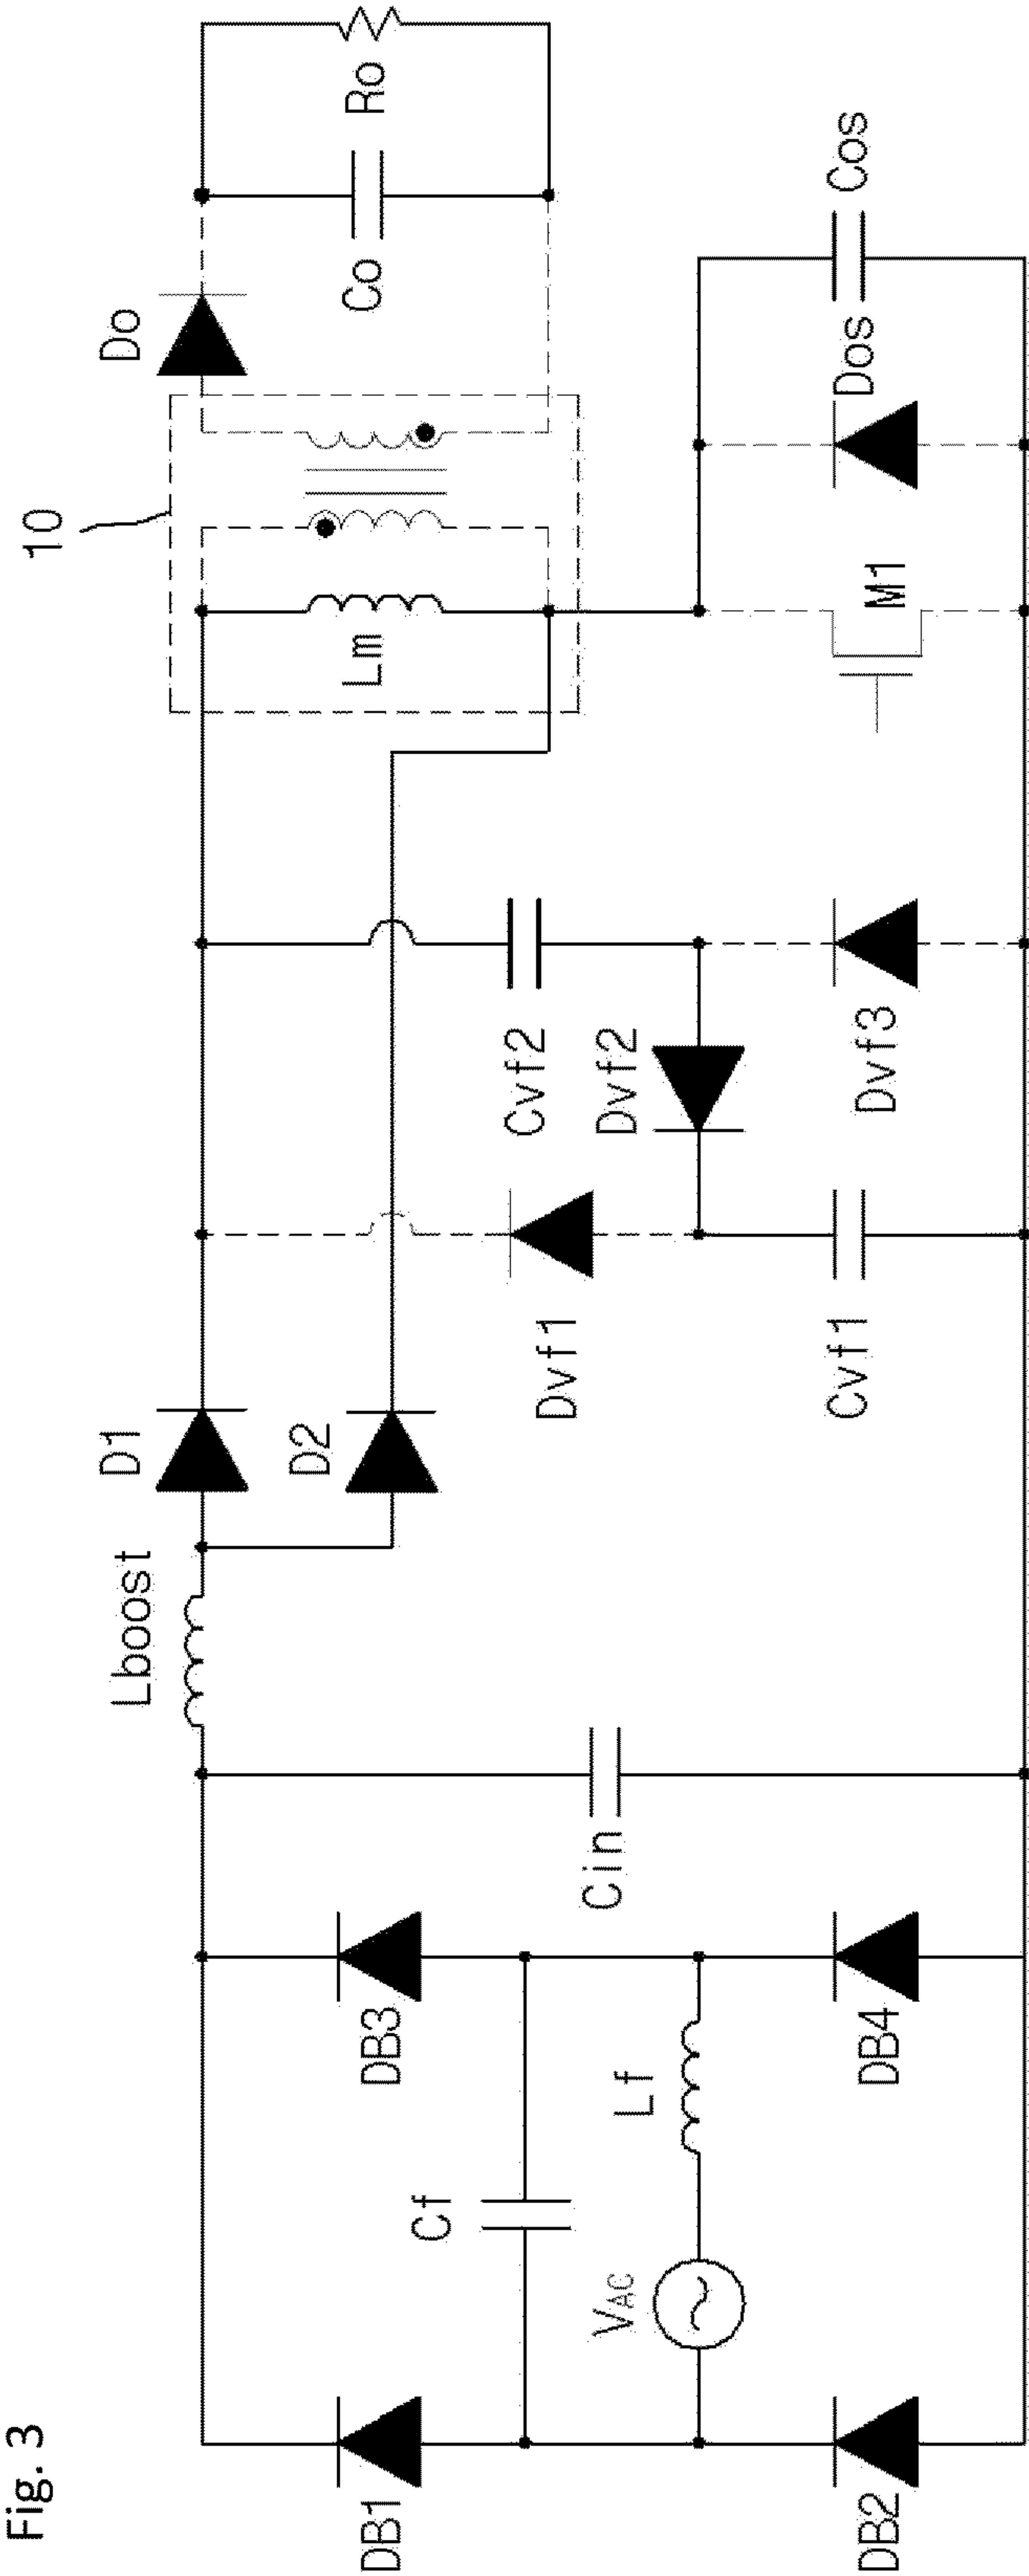 Fig. 3
10
Do
Co
Ro
Lm
Cos
Dos
M1
D1
D2
Lboost
Cvf2
Dvf2
Dvf3
Dvf1
Cvf1
Cin
DB3
DB4
Lf
Cf
VAC
DB1
DB2